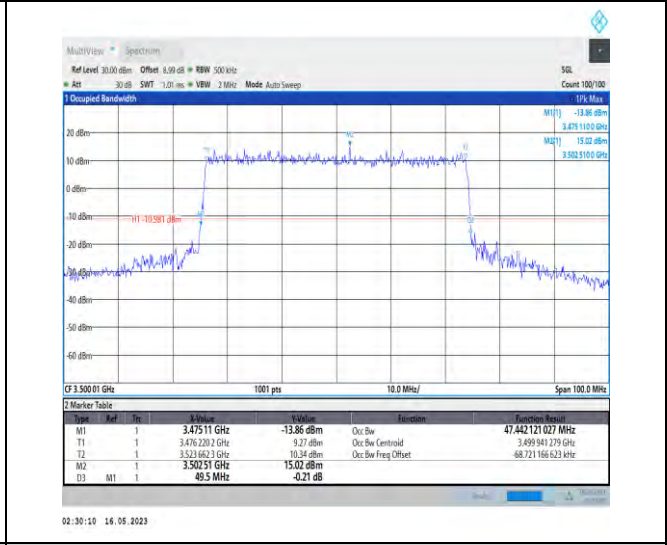 MultiView Spectrum
Ref Level 30.00 dBm Offset 8.99 dB RBW 500 kHz SGL
Att 30 dB SWT 1.01 ms VBW 2 MHz Mode Auto Sweep Count 100/100
1 Occupied Bandwidth 1Pk Max
M1[1] -13.86 dBm
3.475 110 0 GHz
M2[1] 15.02 dBm
3.502 510 0 GHz
20 dBm
M2
10 dBm
0 dBm
-10 dBm
H1 -10.981 dBm
-20 dBm
-30 dBm
-40 dBm
-50 dBm
-60 dBm
CF 3.500 01 GHz 1001 pts 10.0 MHz/ Span 100.0 MHz
2 Marker Table
Type Ref Trc X-Value Y-Value Function Function Result
M1 1 3.475 11 GHz -13.86 dBm Occ Bw 47.442 121 027 MHz
T1 1 3.476 220 2 GHz 9.27 dBm Occ Bw Centroid 3.499 941 279 GHz
T2 1 3.523 662 3 GHz 10.34 dBm Occ Bw Freq Offset -68.721 166 623 kHz
M2 1 3.502 51 GHz 15.02 dBm
D3 M1 1 49.5 MHz -0.21 dB
02:30:10 16.05.2023